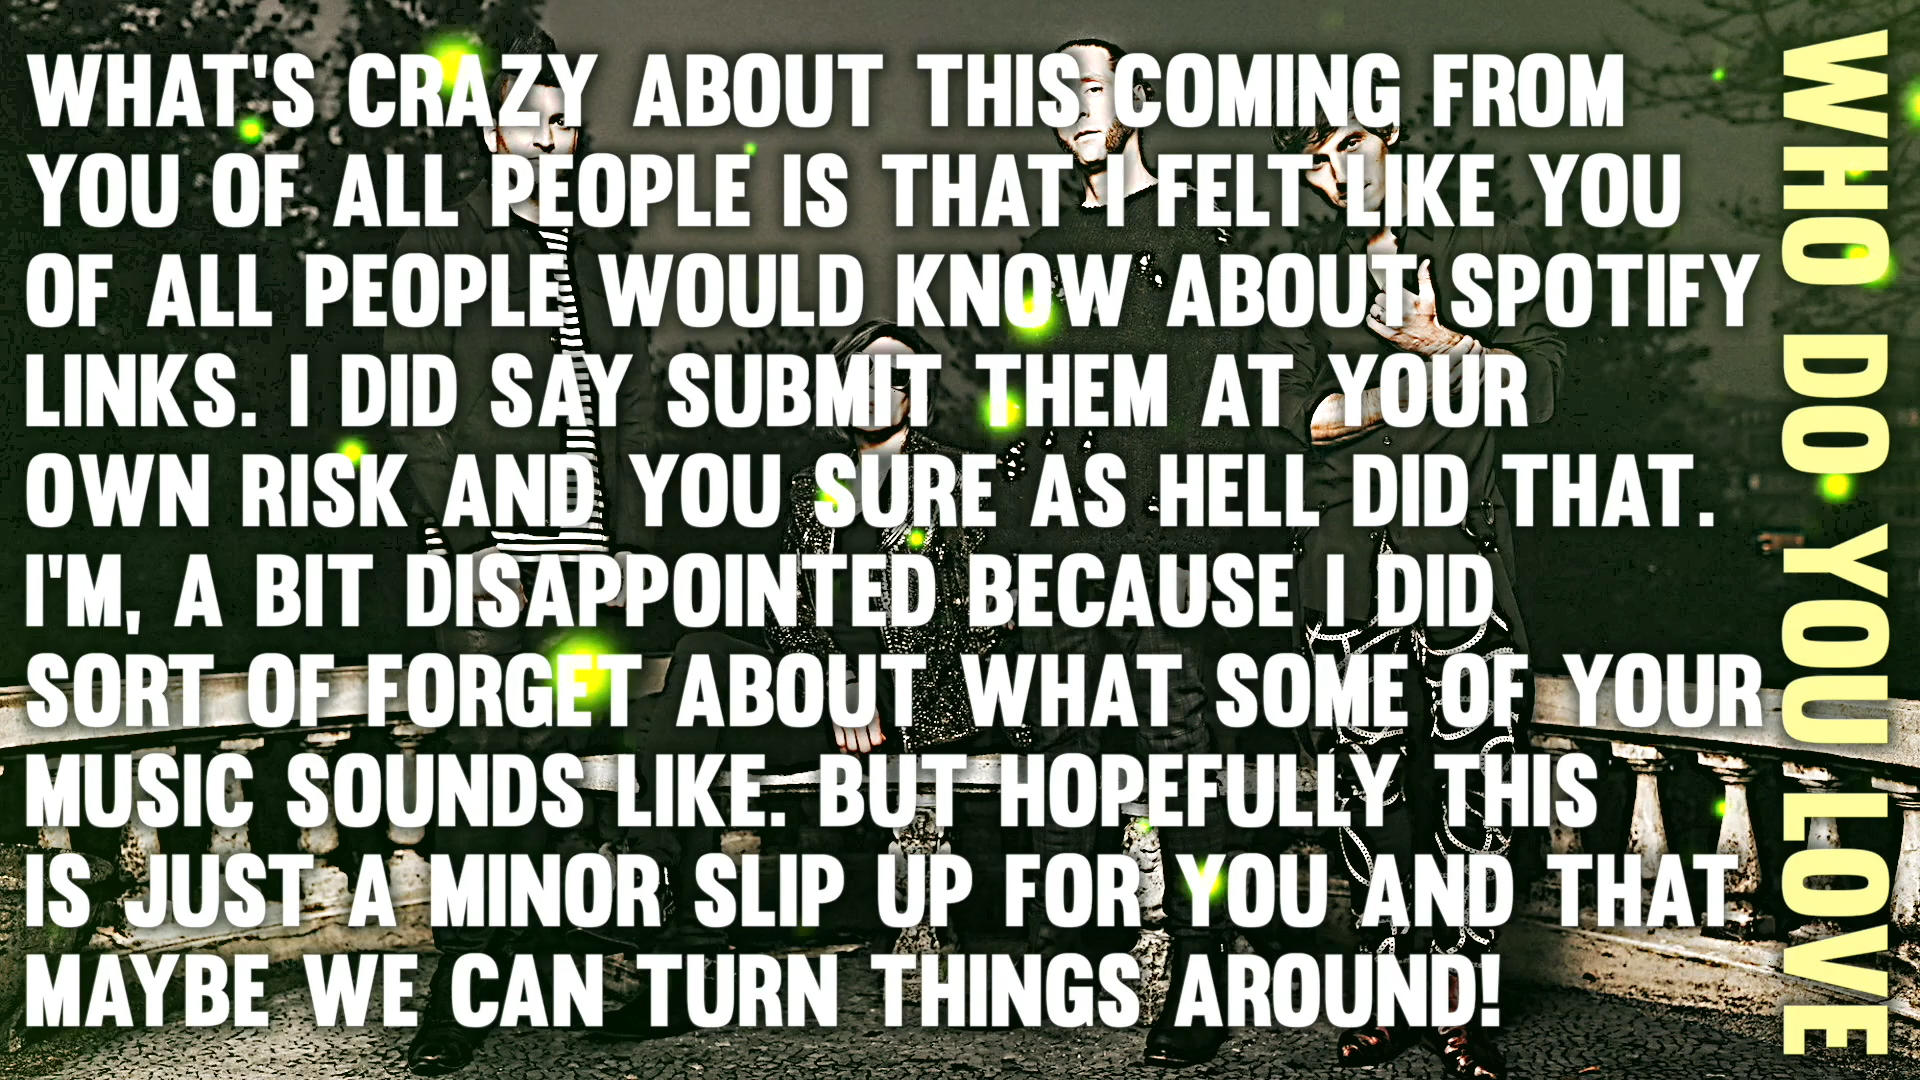 WHAT'S CRAZY ABOUT THIS COMING FROM
YOU OF ALL PEOPLE IS THAT I FELT LIKE YOU
OF ALL PEOPLE WOULD KNOW ABOUT SPOTIFY
LINKS. I DID SAY SUBMIT THEM AT YOUR
OWN RISK AND YOU SURE AS HELL DID THAT.
I'M, A BIT DISAPPOINTED BECAUSE I DID
SORT OF FORGET ABOUT WHAT SOME OF YOUR
MUSIC SOUNDS LIKE. BUT HOPEFULLY THIS
IS JUST A MINOR SLIP UP FOR YOU AND THAT
MAYBE WE CAN TURN THINGS AROUND!
WHO DO YOU LOVE